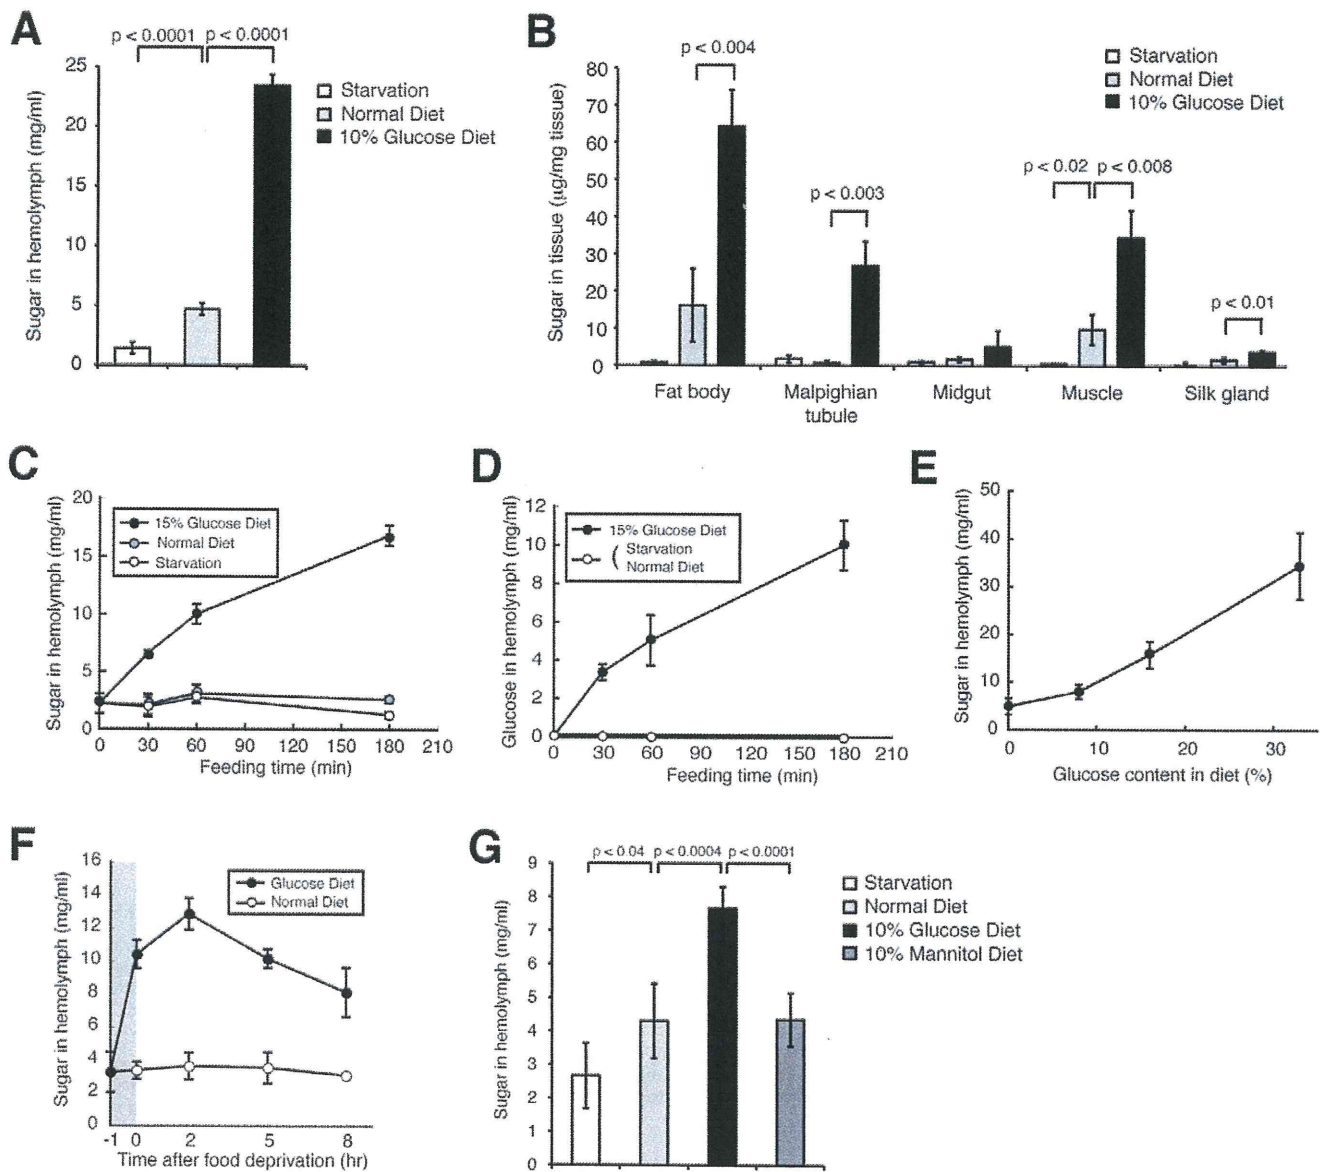 A
p < 0.0001 p < 0.0001
25
20
15
10
5
0
Sugar in hemolymph (mg/ml)
Starvation
Normal Diet
10% Glucose Diet
B
p < 0.004
p < 0.003
p < 0.02 p < 0.008
p < 0.01
80
70
60
50
40
30
20
10
0
Sugar in tissue (µg/mg tissue)
Starvation
Normal Diet
10% Glucose Diet
Fat body Malpighian Midgut Muscle Silk gland
tubule
C
20
15
10
5
0
Sugar in hemolymph (mg/ml)
15% Glucose Diet
Normal Diet
Starvation
0 30 60 90 120 150 180 210
Feeding time (min)
D
12
10
8
6
4
2
0
Glucose in hemolymph (mg/ml)
15% Glucose Diet
( Starvation
Normal Diet
0 30 60 90 120 150 180 210
Feeding time (min)
E
50
40
30
20
10
0
Sugar in hemolymph (mg/ml)
0 10 20 30
Glucose content in diet (%)
F
16
14
12
10
8
6
4
2
0
Sugar in hemolymph (mg/ml)
Glucose Diet
Normal Diet
-1 0 2 5 8
Time after food deprivation (hr)
G
p < 0.04 p < 0.0004 p < 0.0001
9
8
7
6
5
4
3
2
1
0
Sugar in hemolymph (mg/ml)
Starvation
Normal Diet
10% Glucose Diet
10% Mannitol Diet